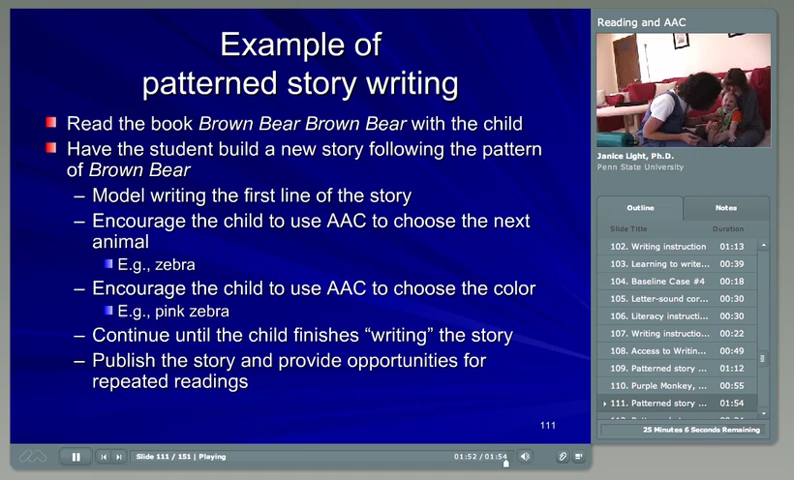 Example of
patterned story writing
Read the book Brown Bear Brown Bear with the child
Have the student build a new story following the pattern
of Brown Bear
– Model writing the first line of the story
– Encourage the child to use AAC to choose the next
animal
E.g., zebra
– Encourage the child to use AAC to choose the color
E.g., pink zebra
– Continue until the child finishes “writing” the story
– Publish the story and provide opportunities for
repeated readings
111
Slide 111 / 151 | Playing
01:52 / 01:54
Reading and AAC
Janice Light, Ph.D.
Penn State University
Outline Notes
Slide Title Duration
102. Writing instruction 01:13
103. Learning to write... 00:39
104. Baseline Case #4 00:18
105. Letter-sound cor... 00:30
106. Literacy instructi... 00:30
107. Writing instructio... 00:22
108. Access to Writin... 00:49
109. Patterned story ... 01:12
110. Purple Monkey, ... 00:55
111. Patterned story ... 01:54
25 Minutes 6 Seconds Remaining